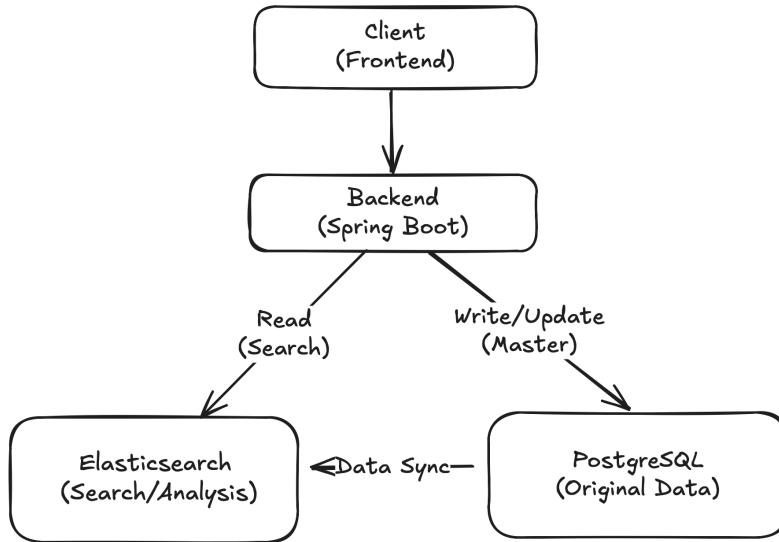 Client
(Frontend)
Backend
(Spring Boot)
Read
(Search)
Write/Update
(Master)
Elasticsearch
(Search/Analysis)
Data Sync
PostgreSQL
(Original Data)